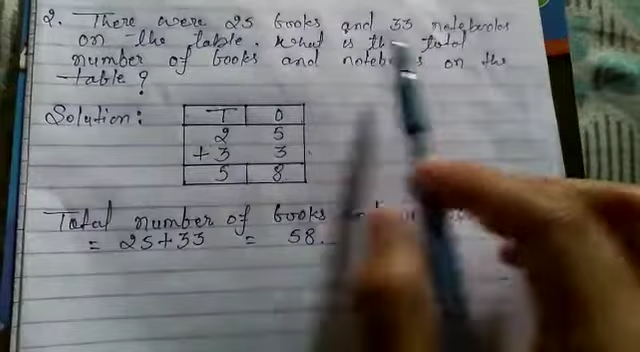 2. There were 25 books and 33 notebooks
on the table. What is the total
number of books and on the
table?
Solution:
T O
2 5
+ 3 3
5 8
Total number of books
= 25+33 = 58.